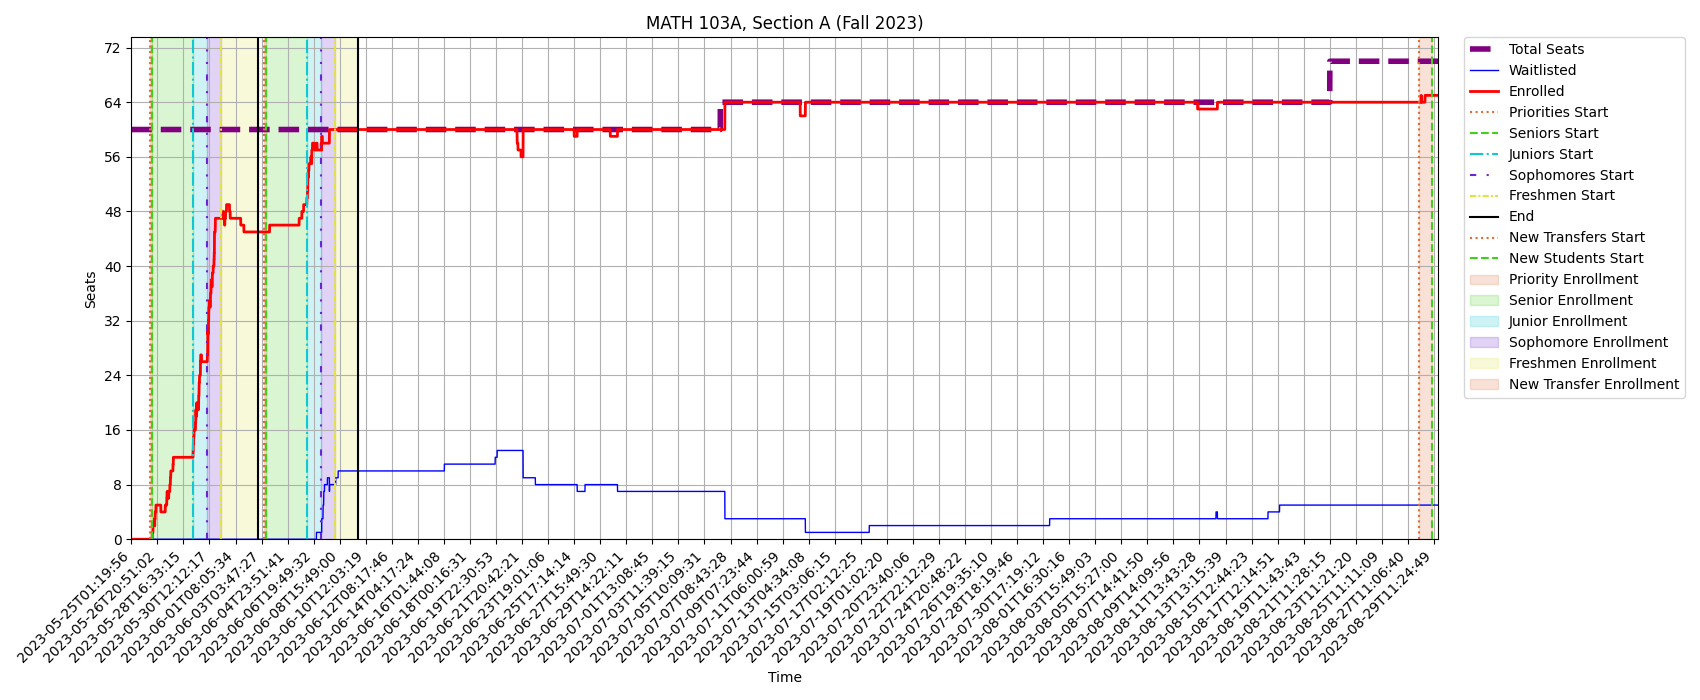 MATH 103A, Section A (Fall 2023)
72
64
56
48
40
32
24
16
8
0
Seats
2023-05-25T01:19:56
2023-05-26T20:51:02
2023-05-28T16:33:15
2023-05-30T12:12:17
2023-06-01T08:05:34
2023-06-03T03:47:27
2023-06-04T23:51:41
2023-06-06T19:49:32
2023-06-08T15:49:00
2023-06-10T12:03:19
2023-06-12T08:17:46
2023-06-14T04:17:24
2023-06-16T01:44:08
2023-06-18T00:16:31
2023-06-19T22:30:53
2023-06-21T20:42:21
2023-06-23T19:01:06
2023-06-25T17:14:14
2023-06-27T15:49:30
2023-06-29T14:22:11
2023-07-01T13:08:45
2023-07-03T11:39:15
2023-07-05T10:09:31
2023-07-07T08:43:28
2023-07-09T07:23:44
2023-07-11T06:00:59
2023-07-13T04:34:08
2023-07-15T03:06:15
2023-07-17T02:12:25
2023-07-19T01:02:20
2023-07-20T23:40:06
2023-07-22T22:12:29
2023-07-24T20:48:22
2023-07-26T19:35:10
2023-07-28T18:19:46
2023-07-30T17:19:12
2023-08-01T16:30:16
2023-08-03T15:49:03
2023-08-05T15:27:00
2023-08-07T14:41:50
2023-08-09T14:09:56
2023-08-11T13:43:28
2023-08-13T13:15:39
2023-08-15T12:44:23
2023-08-17T12:14:51
2023-08-19T11:43:43
2023-08-21T11:28:15
2023-08-23T11:21:20
2023-08-25T11:11:09
2023-08-27T11:06:40
2023-08-29T11:24:49
Time
Total Seats
Waitlisted
Enrolled
Priorities Start
Seniors Start
Juniors Start
Sophomores Start
Freshmen Start
End
New Transfers Start
New Students Start
Priority Enrollment
Senior Enrollment
Junior Enrollment
Sophomore Enrollment
Freshmen Enrollment
New Transfer Enrollment